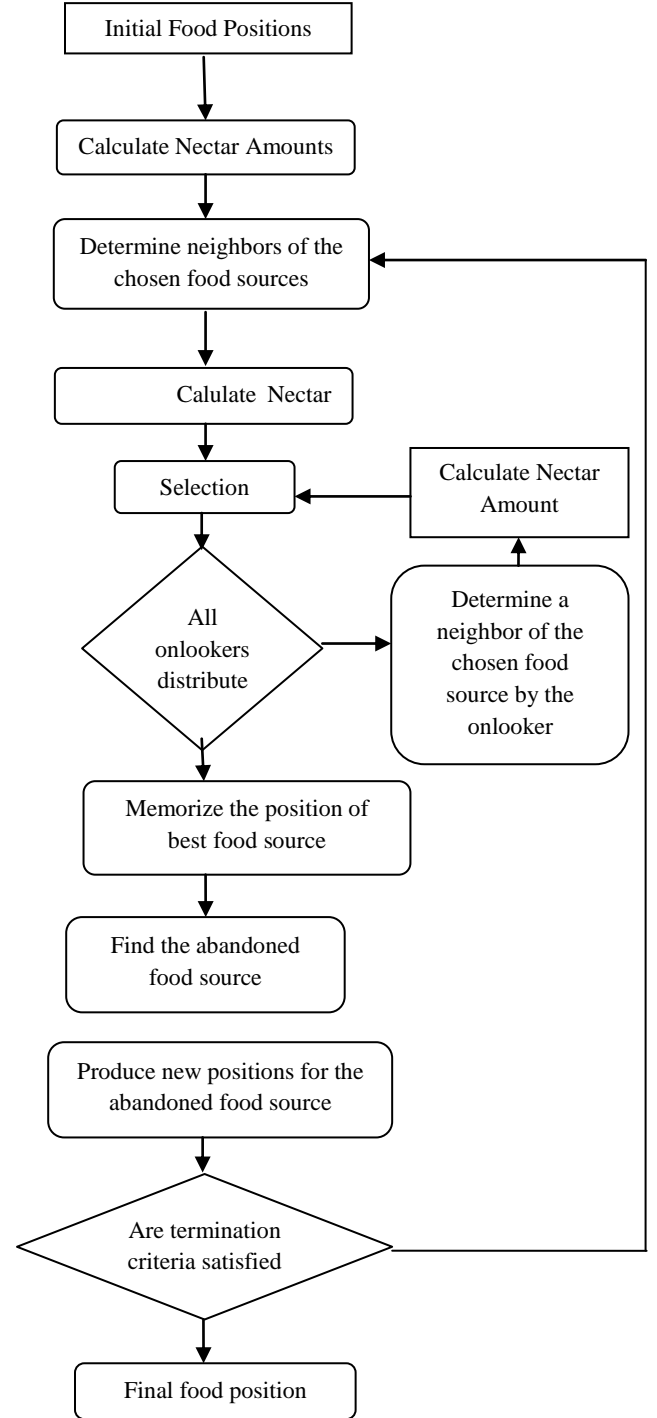 Initial Food Positions
Calculate Nectar Amounts
Determine neighbors of the
chosen food sources
Calulate Nectar
Selection
Calculate Nectar
Amount
All
onlookers
distribute
Determine a
neighbor of the
chosen food
source by the
onlooker
Memorize the position of
best food source
Find the abandoned
food source
Produce new positions for the
abandoned food source
Are termination
criteria satisfied
Final food position